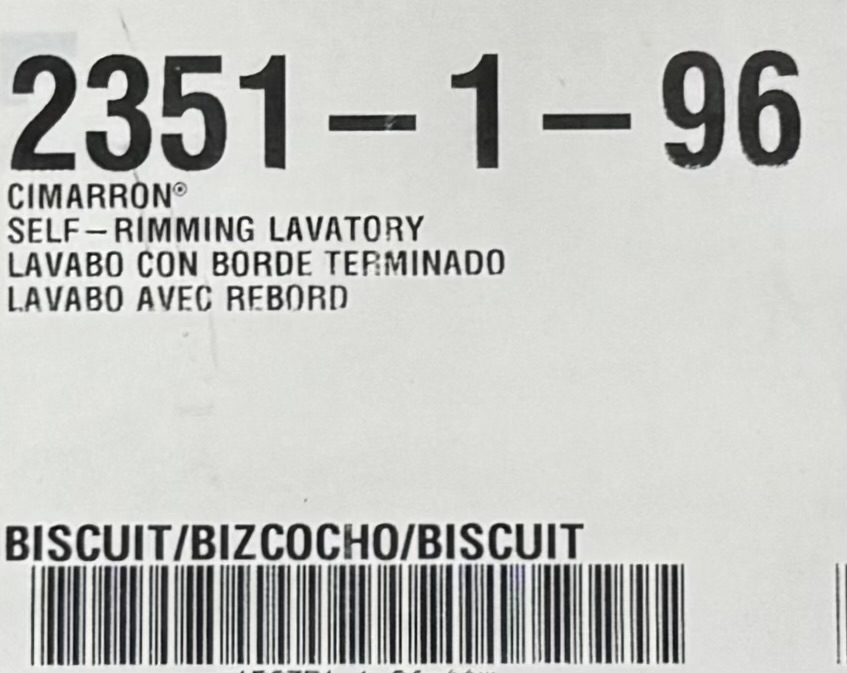 2351-1-96
CIMARRON®
SELF-RIMMING LAVATORY
LAVABO CON BORDE TERMINADO
LAVABO AVEC REBORD
BISCUIT/BIZCOCHO/BISCUIT